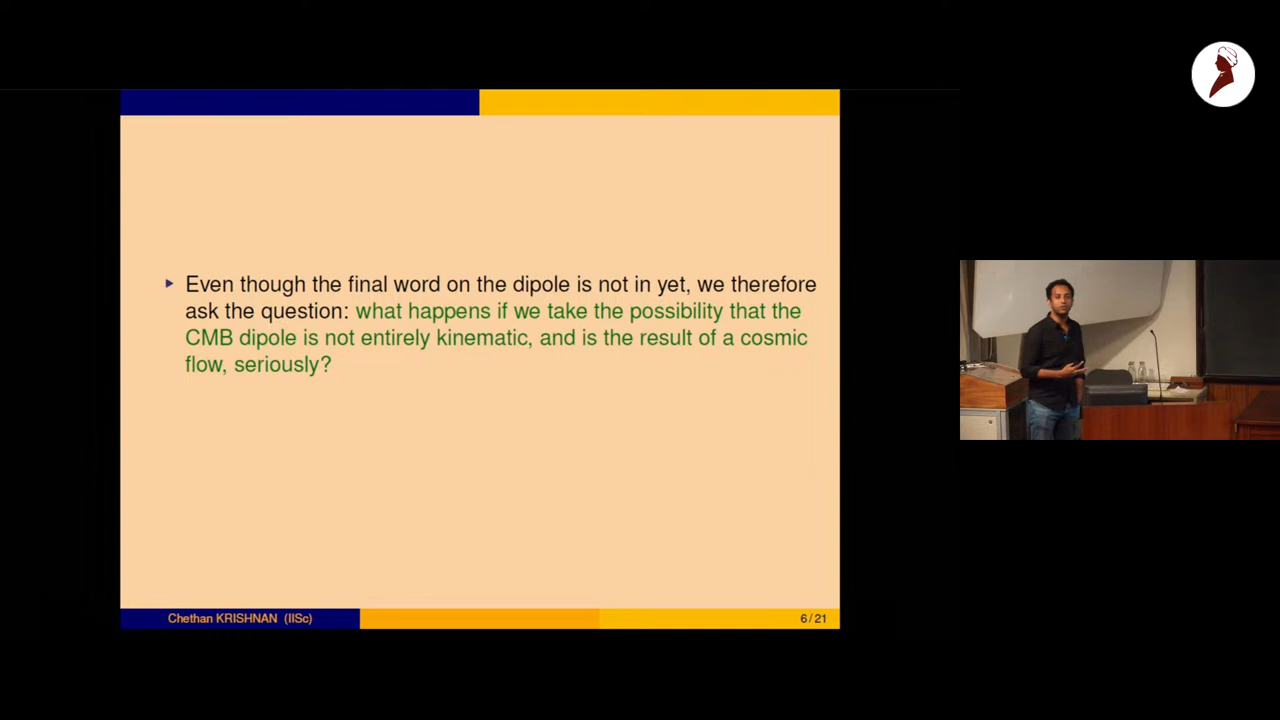 Even though the final word on the dipole is not in yet, we therefore
ask the question: what happens if we take the possibility that the
CMB dipole is not entirely kinematic, and is the result of a cosmic
flow, seriously?
Chethan KRISHNAN (IISc)
6 / 21